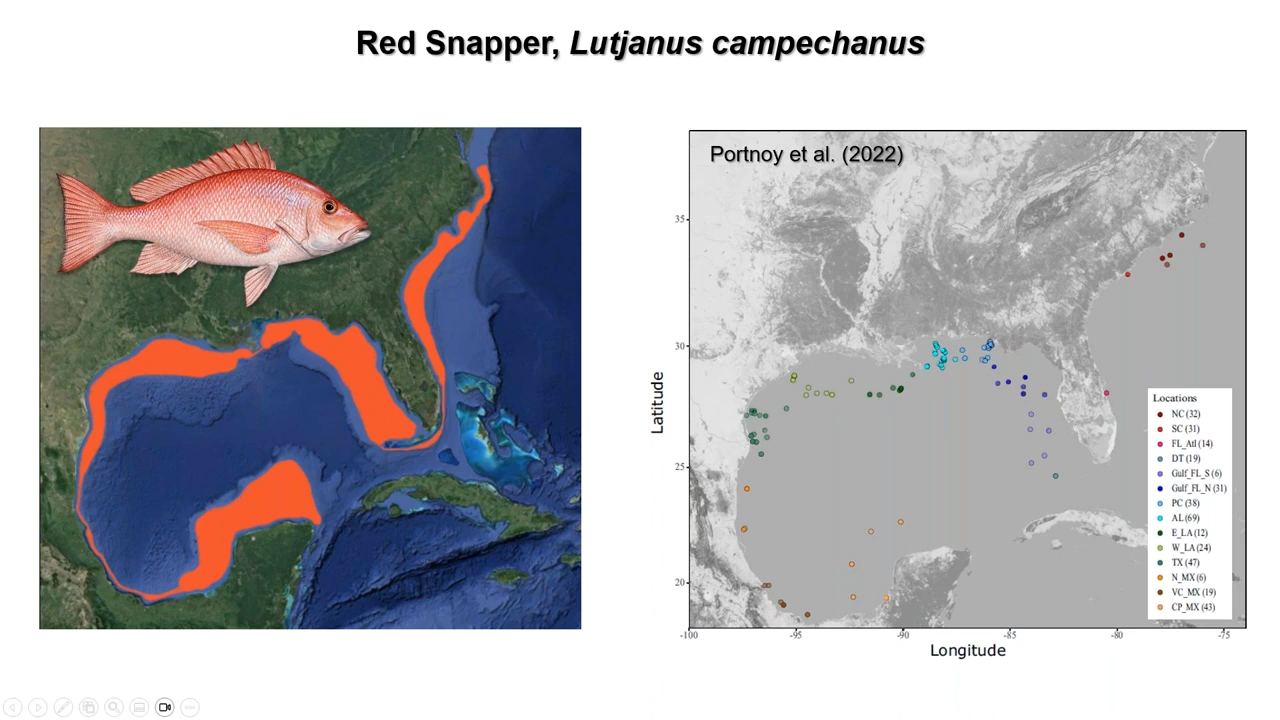 Red Snapper, Lutjanus campechanus
Portnoy et al. (2022)
Latitude
35
30
25
20
-100
-95
-90
-85
-80
-75
Longitude
Locations
NC (32)
SC (31)
FL_Atl (14)
DT (19)
Gulf_FL_S (6)
Gulf_FL_N (31)
PC (38)
AL (69)
E_LA (12)
W_LA (24)
TX (47)
N_MX (6)
VC_MX (19)
CP_MX (43)